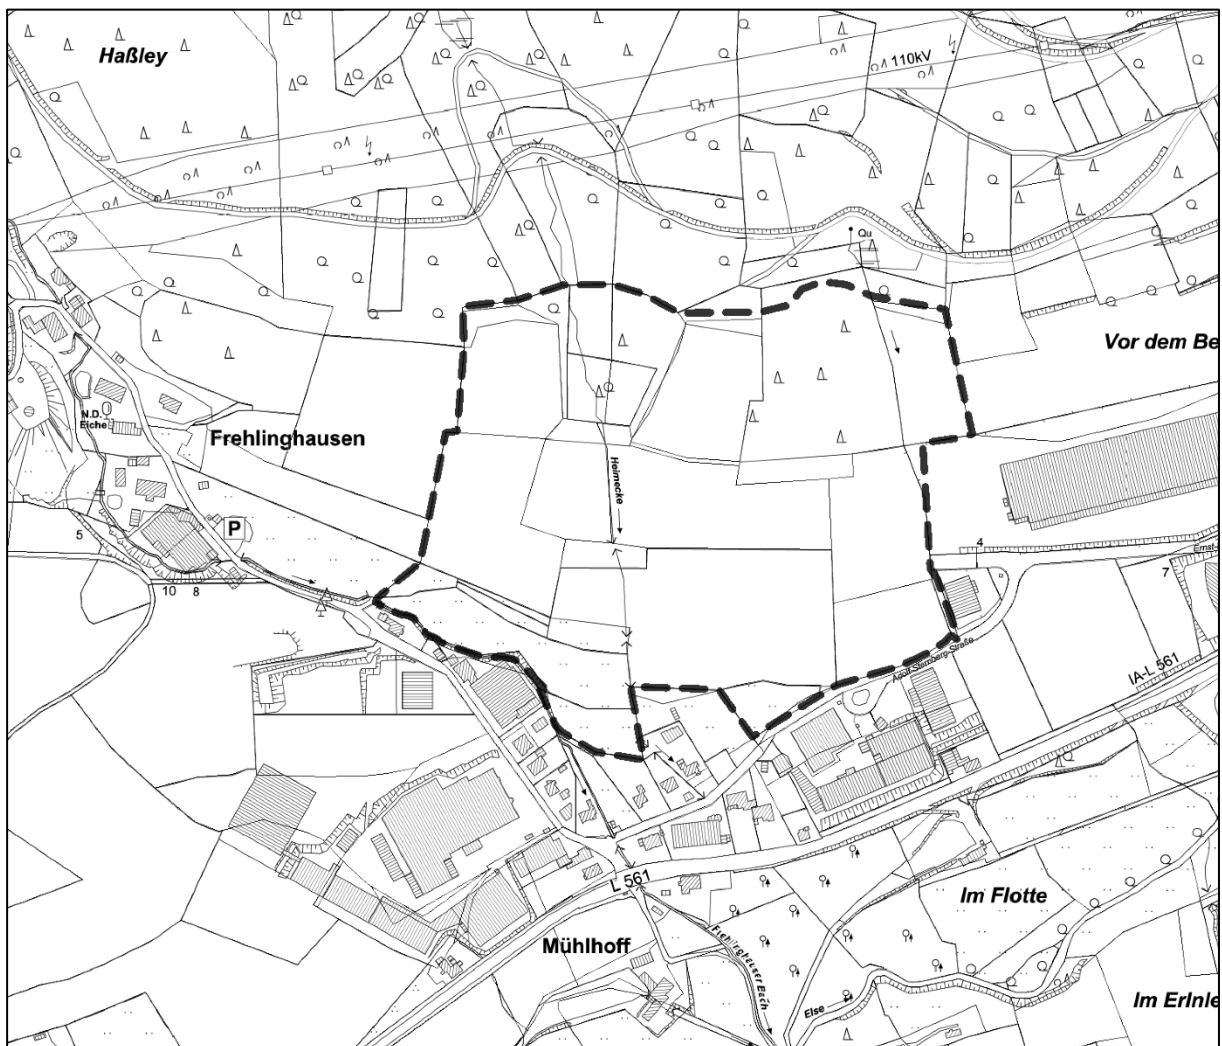 Haßley
110kV
Qu
Vor dem Be
N.D.
Eiche
Frehlinghausen
Heimecke
P
5
10
8
4
Ernst-
7
Adolf-Sternberg-Straße
IA-L 561
L 561
Im Flotte
Mühlhoff
Frehlinghauser Bach
Else
Im Erlnle